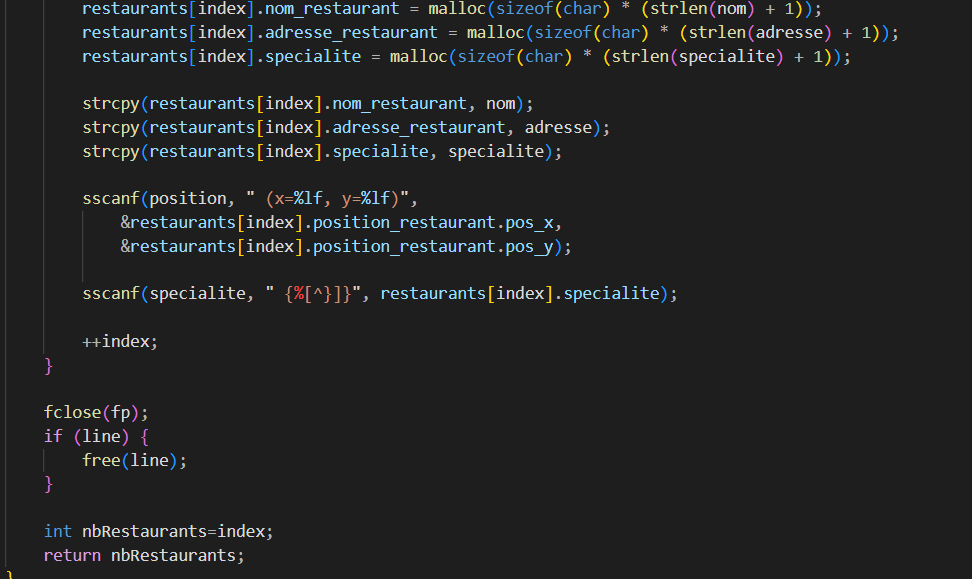 restaurants[index].nom_restaurant = malloc(sizeof(char) * (strlen(nom) + 1));
restaurants[index].adresse_restaurant = malloc(sizeof(char) * (strlen(adresse) + 1));
restaurants[index].specialite = malloc(sizeof(char) * (strlen(specialite) + 1));
strcpy(restaurants[index].nom_restaurant, nom);
strcpy(restaurants[index].adresse_restaurant, adresse);
strcpy(restaurants[index].specialite, specialite);
sscanf(position, " (x=%lf, y=%lf)",
&restaurants[index].position_restaurant.pos_x,
&restaurants[index].position_restaurant.pos_y);
sscanf(specialite, " {%[^}]}", restaurants[index].specialite);
++index;
}
fclose(fp);
if (line) {
free(line);
}
int nbRestaurants=index;
return nbRestaurants;
}